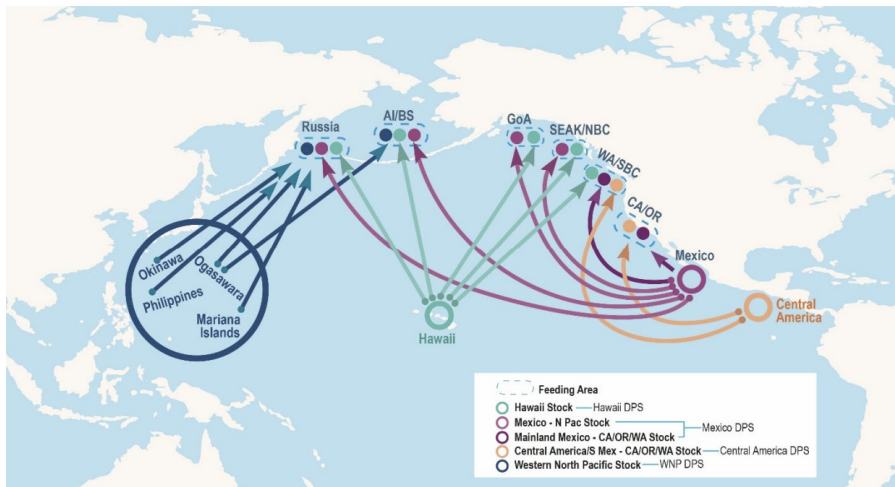 AI/BS
Russia
GoA
SEAK/NBC
WA/SBC
CA/OR
Mexico
Okinawa
Ogasawara
Philippines
Mariana
Islands
Hawaii
Central
America
Feeding Area
Hawaii Stock Hawaii DPS
Mexico - N Pac Stock
Mexico DPS
Mainland Mexico - CA/OR/WA Stock
Central America/S Mex - CA/OR/WA Stock Central America DPS
Western North Pacific Stock WNP DPS